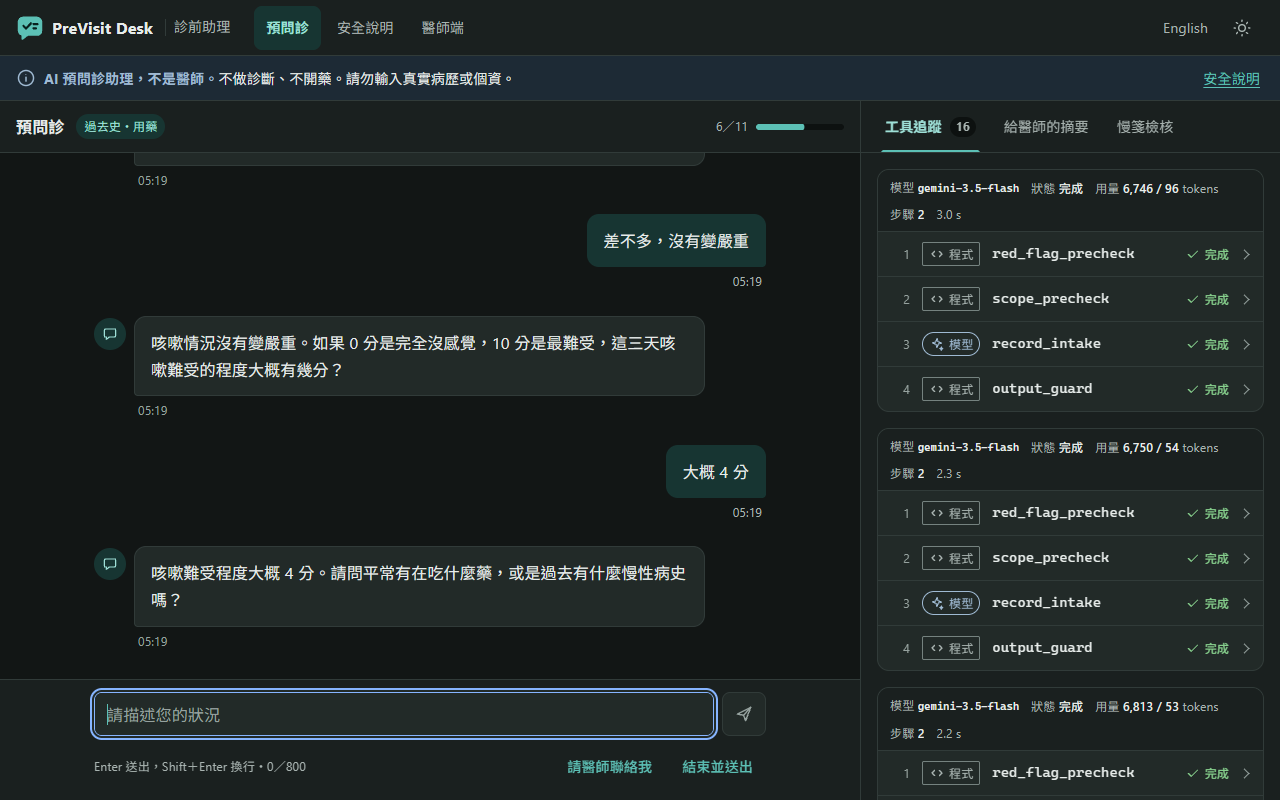 PreVisit Desk 診前助理 預問診 安全說明 醫師端 English
AI 預問診助理，不是醫師。不做診斷、不開藥。請勿輸入真實病歷或個資。 安全說明
預問診 過去史・用藥 6／11
05:19
差不多，沒有變嚴重
05:19
咳嗽情況沒有變嚴重。如果 0 分是完全沒感覺，10 分是最難受，這三天咳
嗽難受的程度大概有幾分？
05:19
大概 4 分
05:19
咳嗽難受程度大概 4 分。請問平常有在吃什麼藥，或是過去有什麼慢性病史
嗎？
05:19
請描述您的狀況
Enter 送出，Shift＋Enter 換行・0／800 請醫師聯絡我 結束並送出
工具追蹤 16 給醫師的摘要 慢箋檢核
模型 gemini-3.5-flash 狀態 完成 用量 6,746 / 96 tokens
步驟 2 3.0 s
1 程式 red_flag_precheck 完成
2 程式 scope_precheck 完成
3 模型 record_intake 完成
4 程式 output_guard 完成
模型 gemini-3.5-flash 狀態 完成 用量 6,750 / 54 tokens
步驟 2 2.3 s
1 程式 red_flag_precheck 完成
2 程式 scope_precheck 完成
3 模型 record_intake 完成
4 程式 output_guard 完成
模型 gemini-3.5-flash 狀態 完成 用量 6,813 / 53 tokens
步驟 2 2.2 s
1 程式 red_flag_precheck 完成